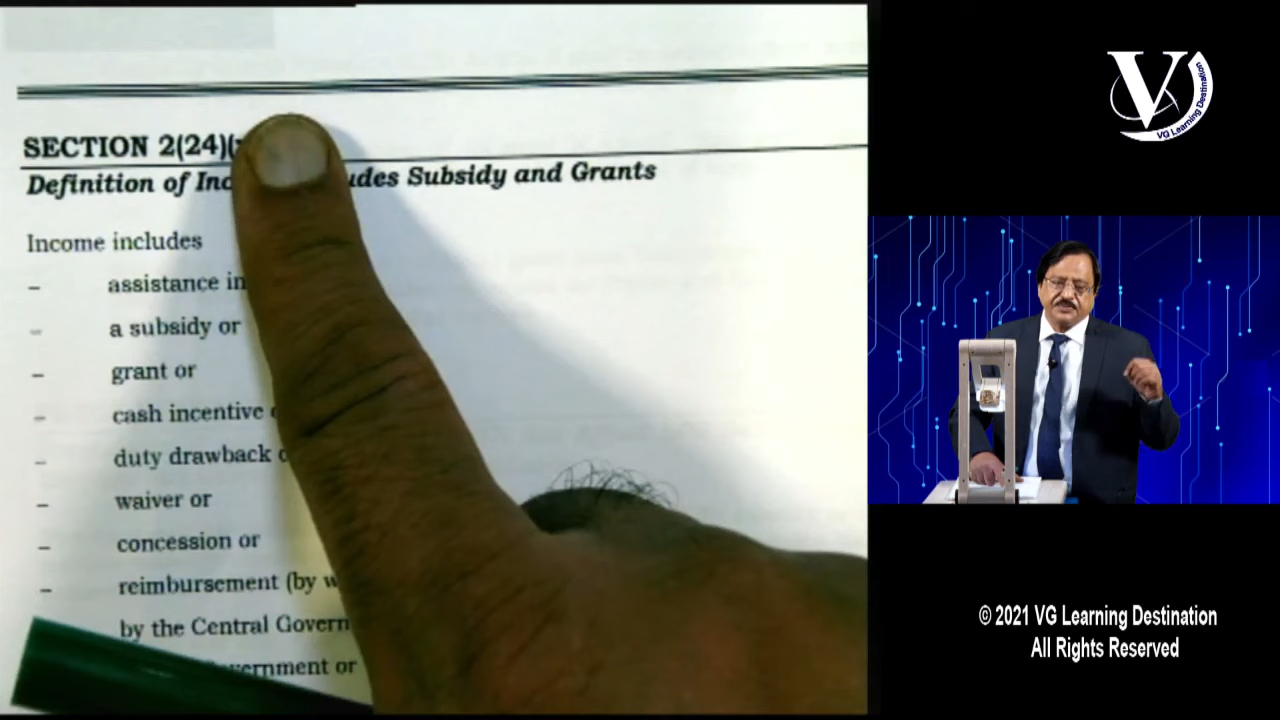 SECTION 2(24)(
Definition of Inc udes Subsidy and Grants
Income includes
– assistance in
– a subsidy or
– grant or
– cash incentive
– duty drawback
– waiver or
– concession or
– reimbursement (by w
by the Central Govern
ernment or
V
VG Learning Destination
© 2021 VG Learning Destination
All Rights Reserved